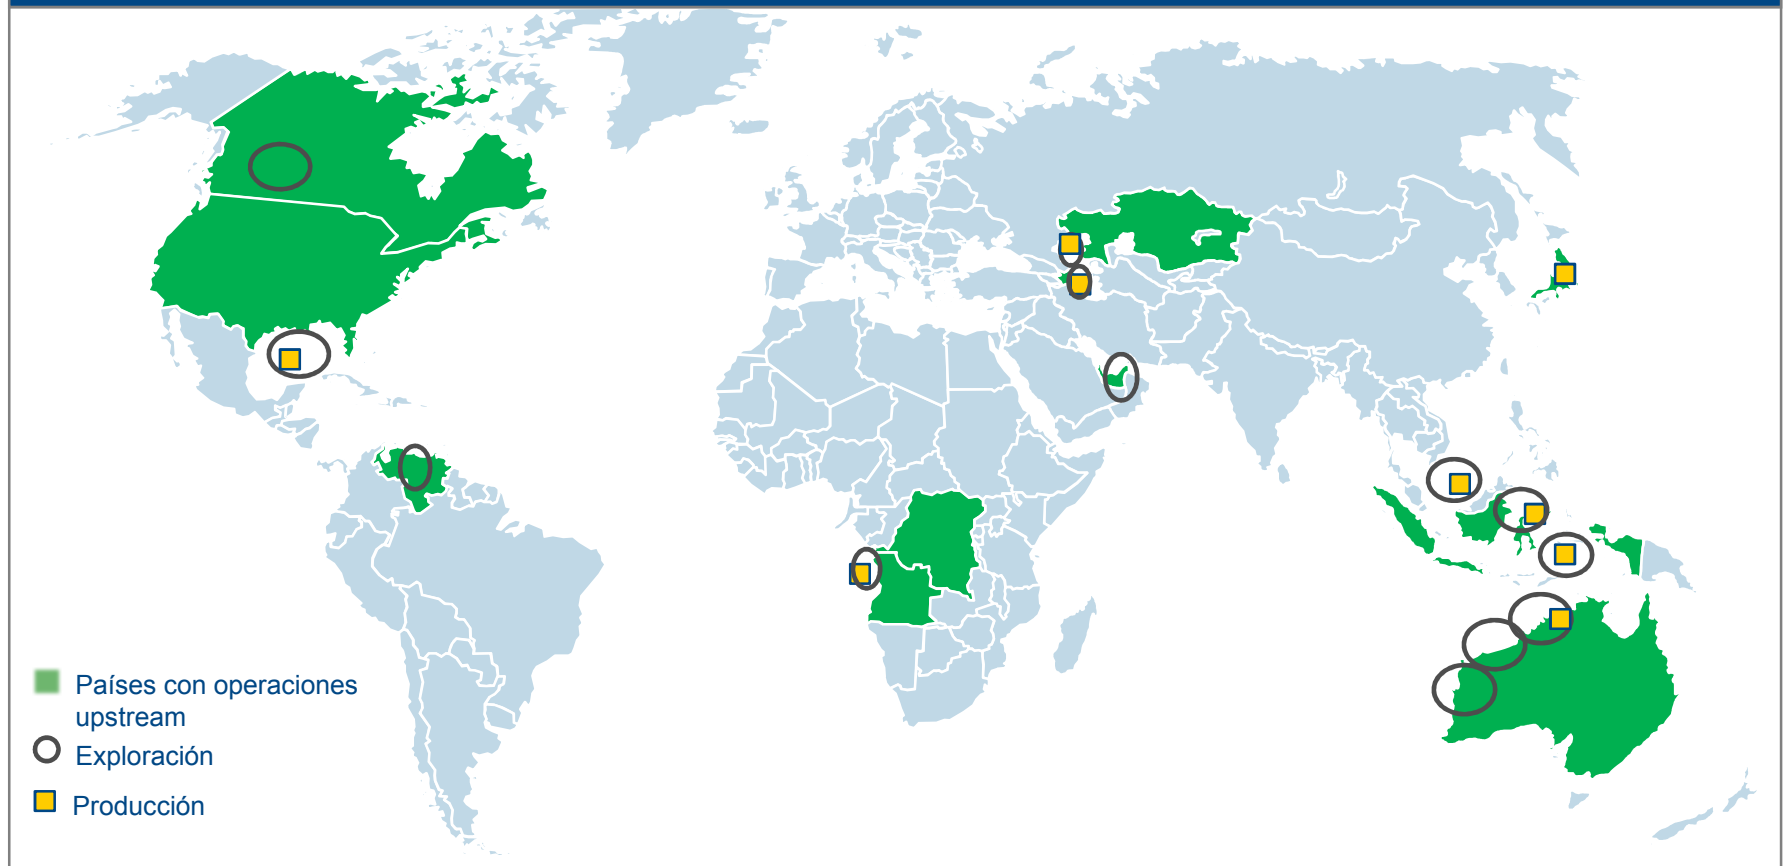 Países con operaciones
upstream
Exploración
Producción